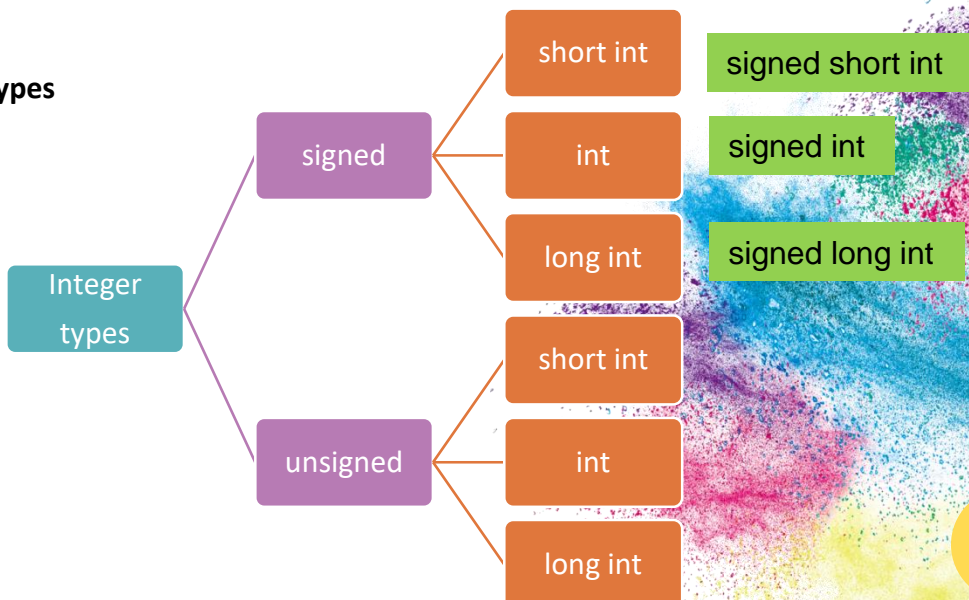 ypes
short int
signed short int
signed
int
signed int
long int
signed long int
Integer
types
short int
unsigned
int
long int